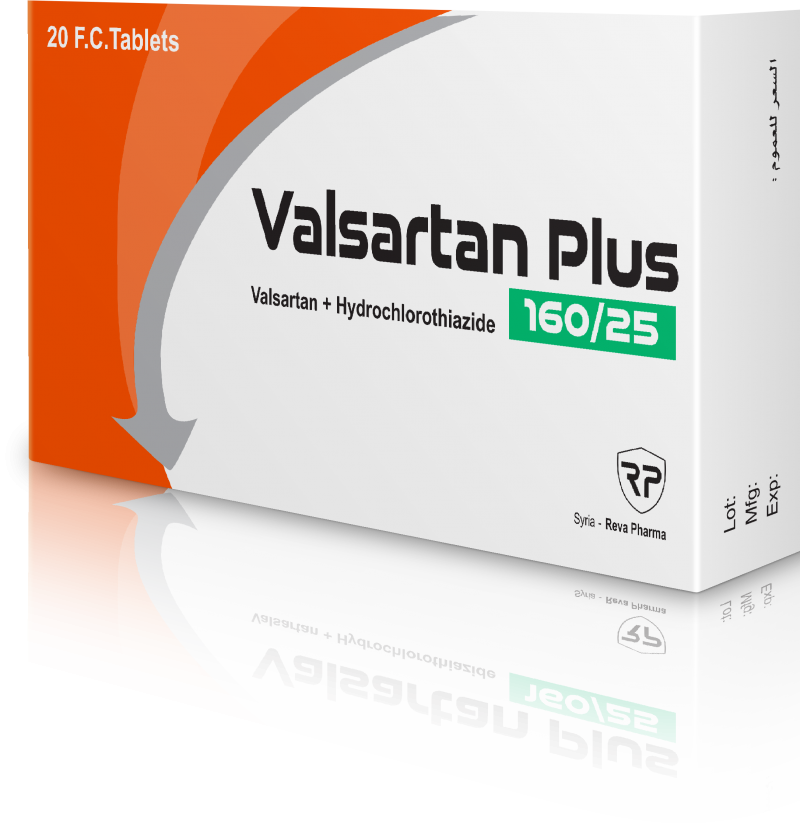 20 F.C.Tablets
Valsartan Plus
Valsartan + Hydrochlorothiazide
160/25
RP
Syria - Reva Pharma
السعر للعموم :
Lot:
Mfg:
Exp: